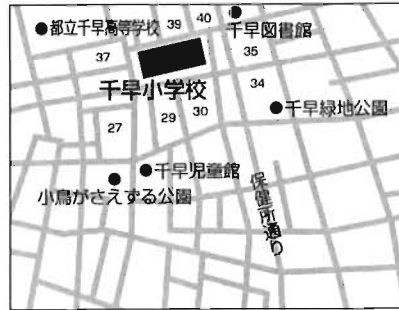 39
40
●都立千早高等学校
千早図書館
37
35
千早小学校
34
29
30
●千早緑地公園
27
千早児童館
小鳥がさえずる公園
保健所通り